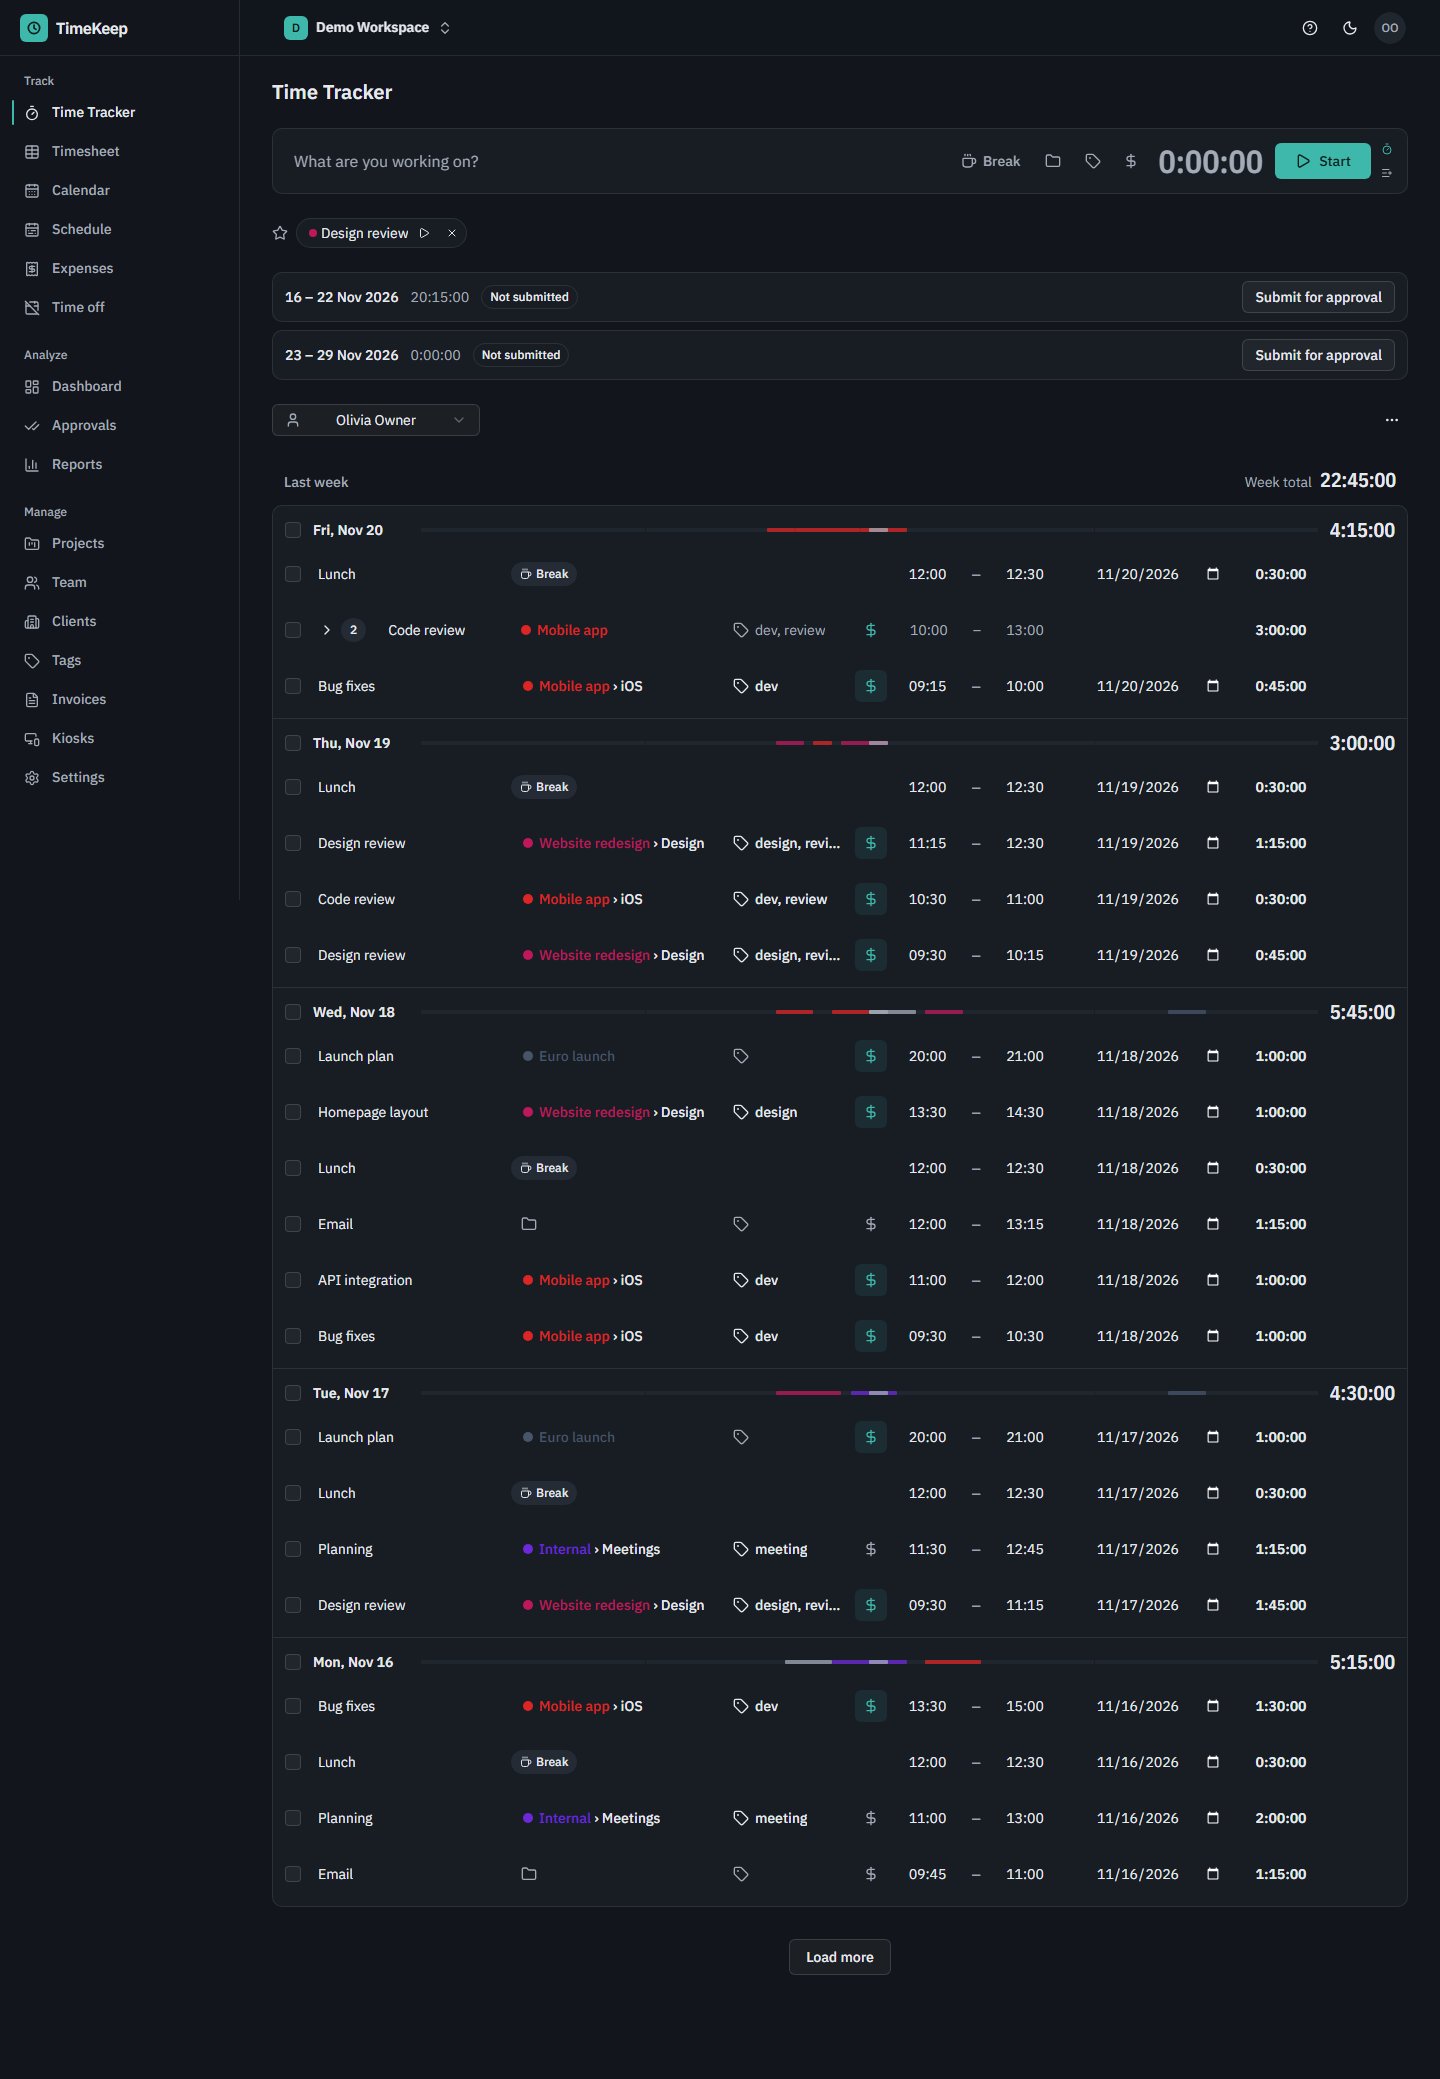 TimeKeep
D Demo Workspace
OO
Track
Time Tracker
Timesheet
Calendar
Schedule
Expenses
Time off
Analyze
Dashboard
Approvals
Reports
Manage
Projects
Team
Clients
Tags
Invoices
Kiosks
Settings
Time Tracker
What are you working on? Break $ 0:00:00 Start
Design review
16 – 22 Nov 2026 20:15:00 Not submitted Submit for approval
23 – 29 Nov 2026 0:00:00 Not submitted Submit for approval
Olivia Owner
Last week Week total 22:45:00
Fri, Nov 20 4:15:00
Lunch Break 12:00 – 12:30 11/20/2026 0:30:00
2 Code review Mobile app dev, review $ 10:00 – 13:00 3:00:00
Bug fixes Mobile app › iOS dev $ 09:15 – 10:00 11/20/2026 0:45:00
Thu, Nov 19 3:00:00
Lunch Break 12:00 – 12:30 11/19/2026 0:30:00
Design review Website redesign › Design design, revi... $ 11:15 – 12:30 11/19/2026 1:15:00
Code review Mobile app › iOS dev, review $ 10:30 – 11:00 11/19/2026 0:30:00
Design review Website redesign › Design design, revi... $ 09:30 – 10:15 11/19/2026 0:45:00
Wed, Nov 18 5:45:00
Launch plan Euro launch $ 20:00 – 21:00 11/18/2026 1:00:00
Homepage layout Website redesign › Design design $ 13:30 – 14:30 11/18/2026 1:00:00
Lunch Break 12:00 – 12:30 11/18/2026 0:30:00
Email $ 12:00 – 13:15 11/18/2026 1:15:00
API integration Mobile app › iOS dev $ 11:00 – 12:00 11/18/2026 1:00:00
Bug fixes Mobile app › iOS dev $ 09:30 – 10:30 11/18/2026 1:00:00
Tue, Nov 17 4:30:00
Launch plan Euro launch $ 20:00 – 21:00 11/17/2026 1:00:00
Lunch Break 12:00 – 12:30 11/17/2026 0:30:00
Planning Internal › Meetings meeting $ 11:30 – 12:45 11/17/2026 1:15:00
Design review Website redesign › Design design, revi... $ 09:30 – 11:15 11/17/2026 1:45:00
Mon, Nov 16 5:15:00
Bug fixes Mobile app › iOS dev $ 13:30 – 15:00 11/16/2026 1:30:00
Lunch Break 12:00 – 12:30 11/16/2026 0:30:00
Planning Internal › Meetings meeting $ 11:00 – 13:00 11/16/2026 2:00:00
Email $ 09:45 – 11:00 11/16/2026 1:15:00
Load more